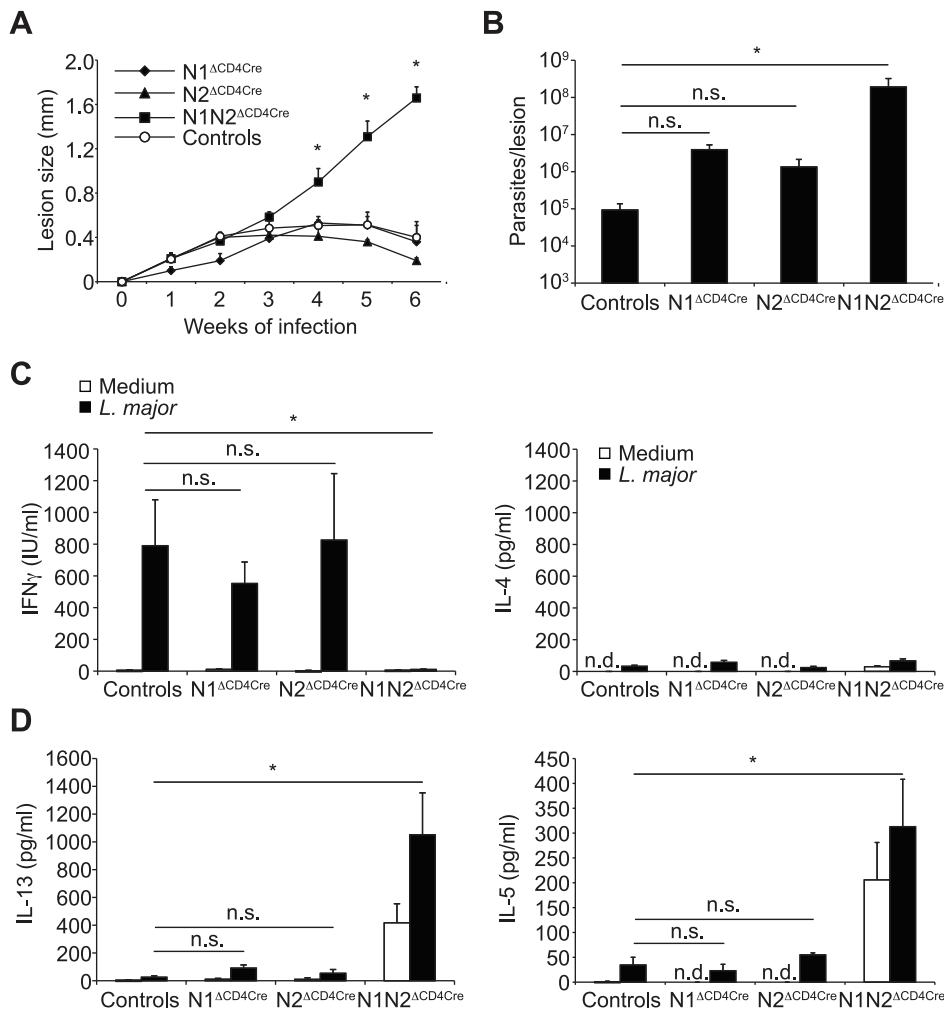 A
2.0
1.6
1.2
0.8
0.4
0
Lesion size (mm)
N1ΔCD4Cre
N2ΔCD4Cre
N1N2ΔCD4Cre
Controls
* * *
0 1 2 3 4 5 6
Weeks of infection
B
10⁹
10⁸
10⁷
10⁶
10⁵
10⁴
10³
Parasites/lesion
*
n.s.
n.s.
Controls N1ΔCD4Cre N2ΔCD4Cre N1N2ΔCD4Cre
C
Medium
L. major
*
n.s.
n.s.
1400
1200
1000
800
600
400
200
0
IFNγ (IU/ml)
Controls N1ΔCD4Cre N2ΔCD4Cre N1N2ΔCD4Cre
Medium
L. major
1400
1200
1000
800
600
400
200
0
IL-4 (pg/ml)
n.d. n.d. n.d.
Controls N1ΔCD4Cre N2ΔCD4Cre N1N2ΔCD4Cre
D
1600
1400
1200
1000
800
600
400
200
0
IL-13 (pg/ml)
*
n.s.
n.s.
Controls N1ΔCD4Cre N2ΔCD4Cre N1N2ΔCD4Cre
450
400
350
300
250
200
150
100
50
0
IL-5 (pg/ml)
*
n.s.
n.s.
n.d. n.d.
Controls N1ΔCD4Cre N2ΔCD4Cre N1N2ΔCD4Cre